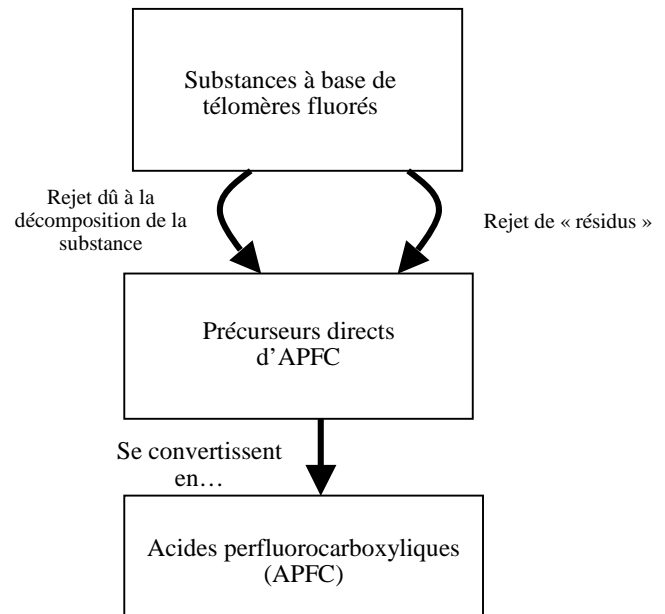 Substances à base de
télomères fluorés
Rejet dû à la
décomposition de la
substance
Rejet de « résidus »
Précurseurs directs
d’APFC
Se convertissent
en…
Acides perfluorocarboxyliques
(APFC)